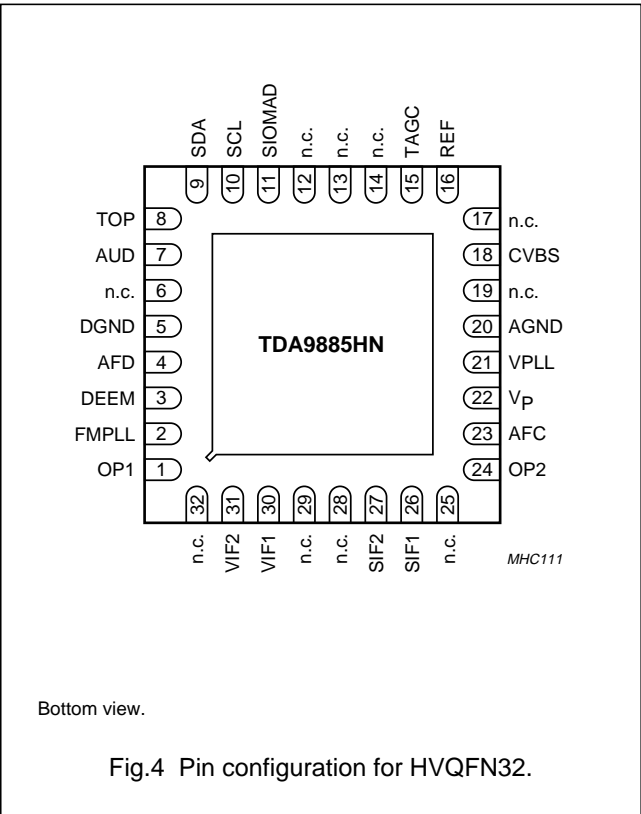 SDA
SCL
SIOMAD
n.c.
n.c.
n.c.
TAGC
REF
9
10
11
12
13
14
15
16
TOP 8
17 n.c.
AUD 7
18 CVBS
n.c. 6
19 n.c.
DGND 5
20 AGND
TDA9885HN
AFD 4
21 VPLL
DEEM 3
22 VP
FMPLL 2
23 AFC
OP1 1
24 OP2
32
31
30
29
28
27
26
25
n.c.
VIF2
VIF1
n.c.
n.c.
SIF2
SIF1
n.c.
MHC111
Bottom view.
Fig.4 Pin configuration for HVQFN32.